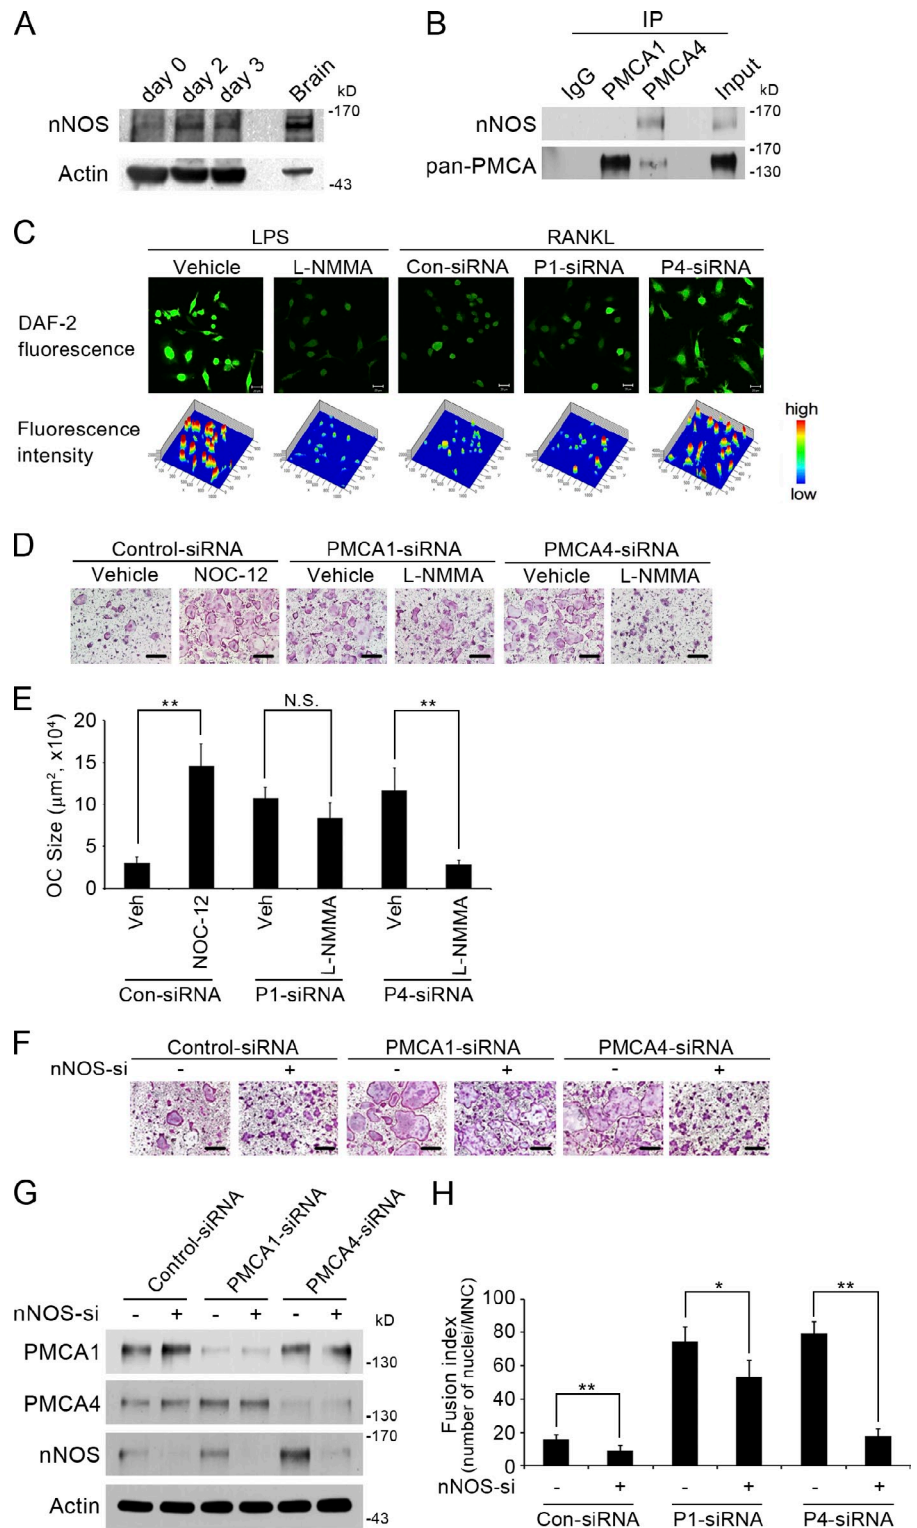 A
day 0 day 2 day 3 Brain
kD
nNOS -170
Actin -43
B
IP
IgG PMCA1 PMCA4 Input
kD
nNOS -170
pan-PMCA -170
-130
C
LPS RANKL
Vehicle L-NMMA Con-siRNA P1-siRNA P4-siRNA
DAF-2
fluorescence
Fluorescence
intensity
high
low
D
Control-siRNA PMCA1-siRNA PMCA4-siRNA
Vehicle NOC-12 Vehicle L-NMMA Vehicle L-NMMA
E
** N.S. **
OC Size (μm², x10⁴)
20
15
10
5
0
Veh NOC-12 Veh L-NMMA Veh L-NMMA
Con-siRNA P1-siRNA P4-siRNA
F
Control-siRNA PMCA1-siRNA PMCA4-siRNA
nNOS-si - + - + - +
G
Control-siRNA PMCA1-siRNA PMCA4-siRNA
nNOS-si - + - + - + kD
PMCA1 -130
PMCA4 -130
-170
nNOS
Actin -43
H
Fusion index
(number of nuclei/MNC)
100
80
60
40
20
0
** * **
nNOS-si - + - + - +
Con-siRNA P1-siRNA P4-siRNA